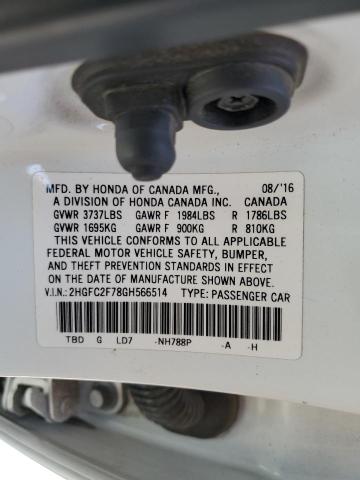 MFD. BY HONDA OF CANADA MFG., 08/'16
A DIVISION OF HONDA CANADA INC. CANADA
GVWR 3737LBS GAWR F 1984LBS R 1786LBS
GVWR 1695KG GAWR F 900KG R 810KG
THIS VEHICLE CONFORMS TO ALL APPLICABLE
FEDERAL MOTOR VEHICLE SAFETY, BUMPER,
AND THEFT PREVENTION STANDARDS IN EFFECT
ON THE DATE OF MANUFACTURE SHOWN ABOVE.
V.I.N.: 2HGFC2F78GH566514 TYPE: PASSENGER CAR
TBD G LD7 -NH788P -A -H